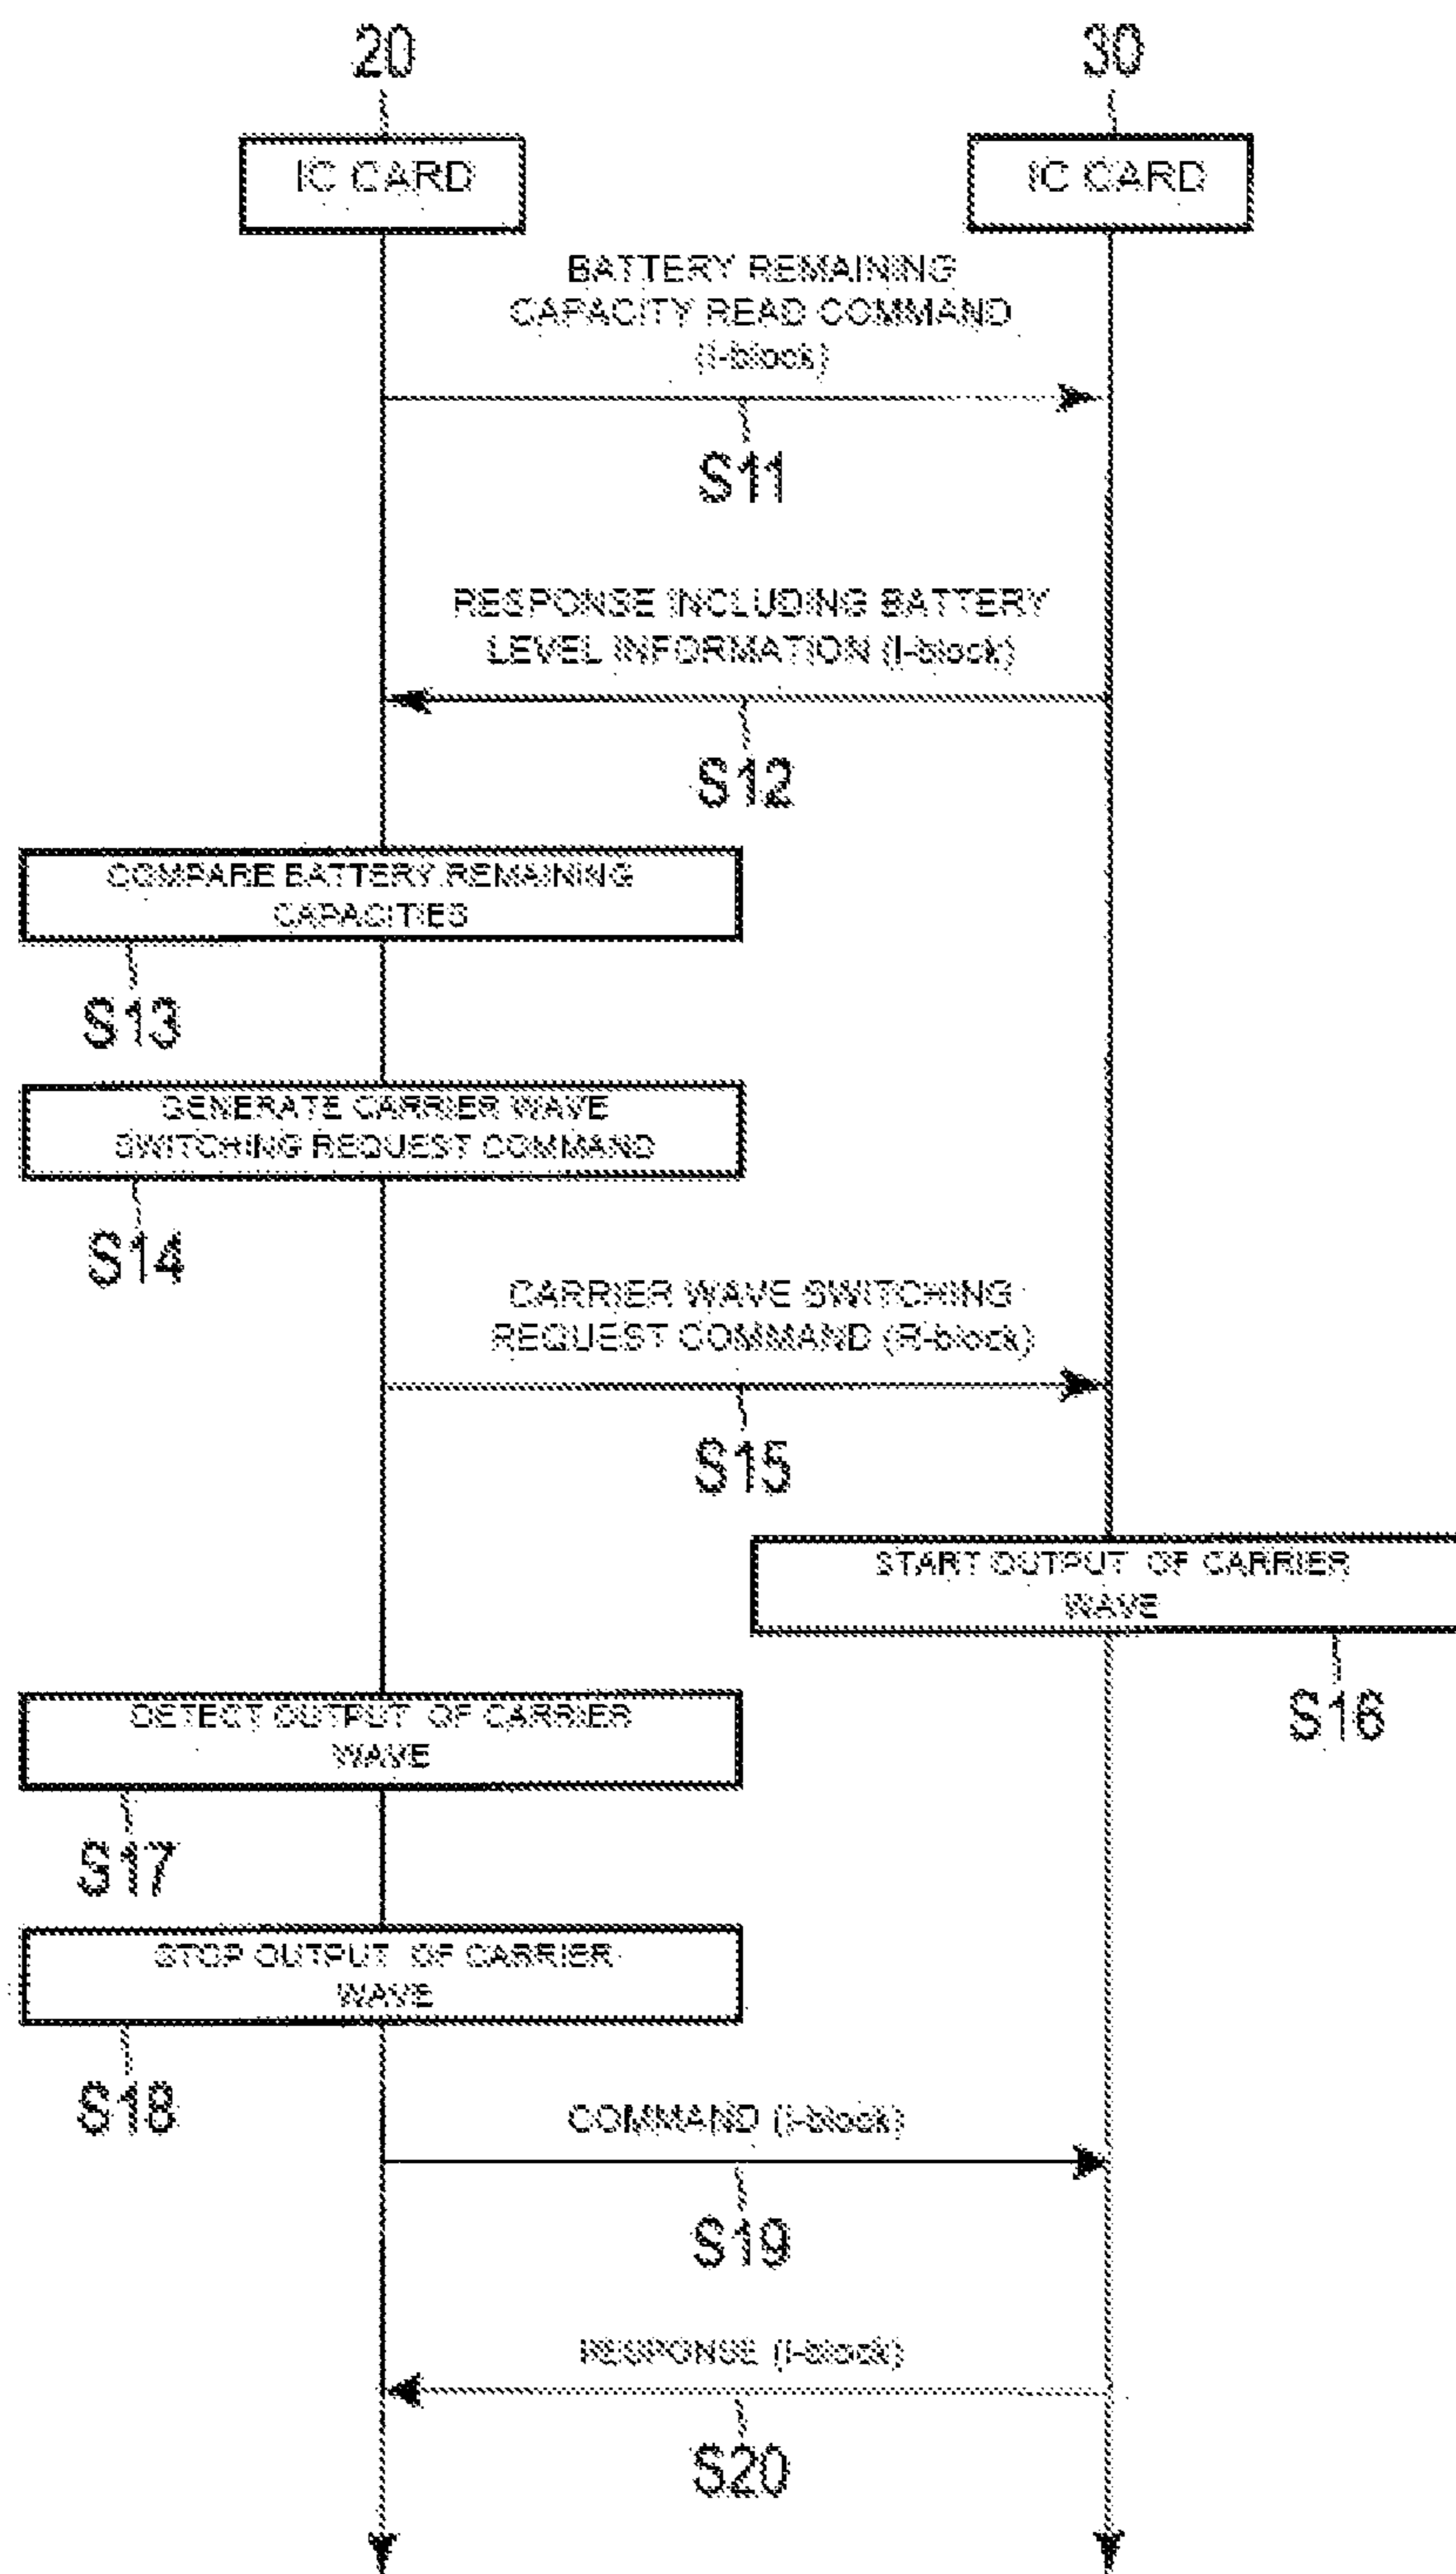 20
30
IC CARD
IC CARD
BATTERY REMAINING
CAPACITY READ COMMAND
(I-block)
S11
RESPONSE INCLUDING BATTERY
LEVEL INFORMATION (I-block)
S12
COMPARE BATTERY REMAINING
CAPACITIES
S13
GENERATE CARRIER WAVE
SWITCHING REQUEST COMMAND
S14
CARRIER WAVE SWITCHING
REQUEST COMMAND (R-block)
S15
START OUTPUT OF CARRIER
WAVE
S16
DETECT OUTPUT OF CARRIER
WAVE
S17
STOP OUTPUT OF CARRIER
WAVE
S18
COMMAND (I-block)
S19
RESPONSE (I-block)
S20